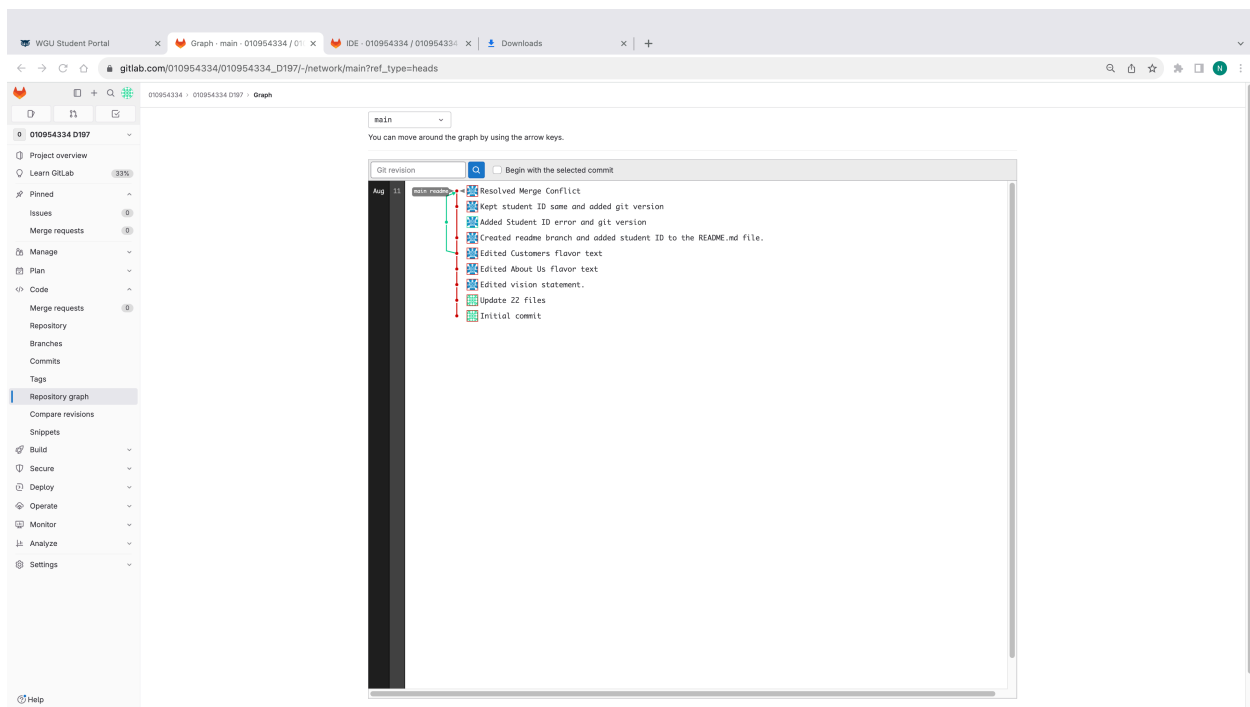 WGU Student Portal
Graph · main · 010954334 / 010
IDE · 010954334 / 010954334
Downloads
gitlab.com/010954334/010954334_D197/-/network/main?ref_type=heads
N
010954334 › 010954334 D197 › Graph
0 010954334 D197
Project overview
Learn GitLab 33%
Pinned
Issues 0
Merge requests 0
Manage
Plan
Code
Merge requests 0
Repository
Branches
Commits
Tags
Repository graph
Compare revisions
Snippets
Build
Secure
Deploy
Operate
Monitor
Analyze
Settings
Help
main
You can move around the graph by using the arrow keys.
Git revision
Begin with the selected commit
Aug 11 main readme Resolved Merge Conflict
Kept student ID same and added git version
Added Student ID error and git version
Created readme branch and added student ID to the README.md file.
Edited Customers flavor text
Edited About Us flavor text
Edited vision statement.
Update 22 files
Initial commit